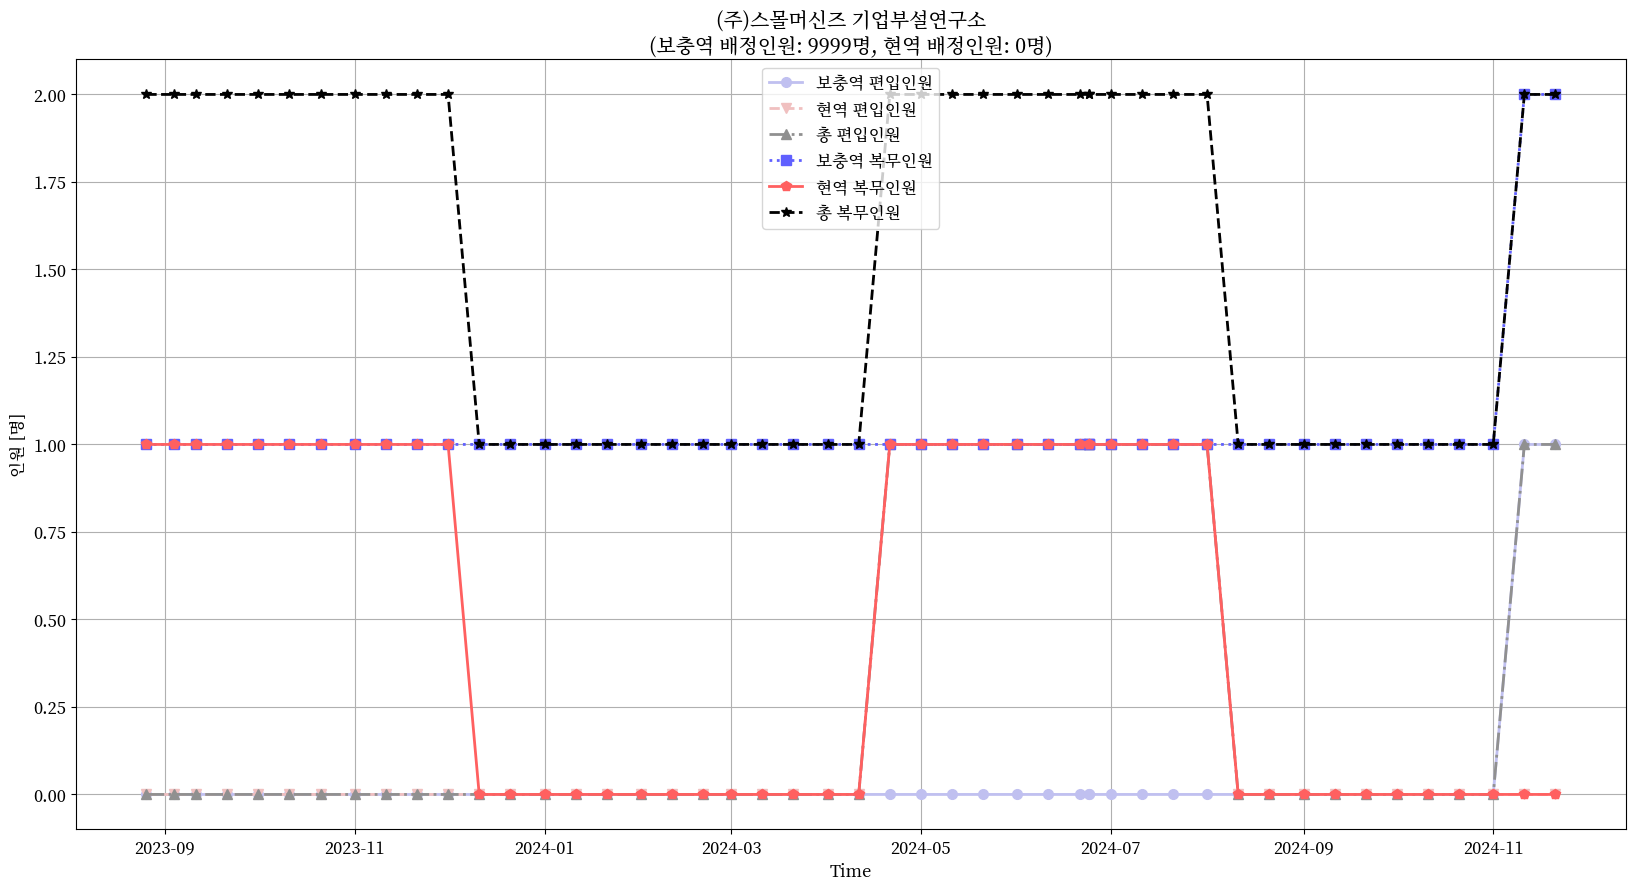 (주)스몰머신즈 기업부설연구소
(보충역 배정인원: 9999명, 현역 배정인원: 0명)
보충역 편입인원
현역 편입인원
총 편입인원
보충역 복무인원
현역 복무인원
총 복무인원
2.00
1.75
1.50
1.25
1.00
0.75
0.50
0.25
0.00
인원 [명]
2023-09
2023-11
2024-01
2024-03
2024-05
2024-07
2024-09
2024-11
Time